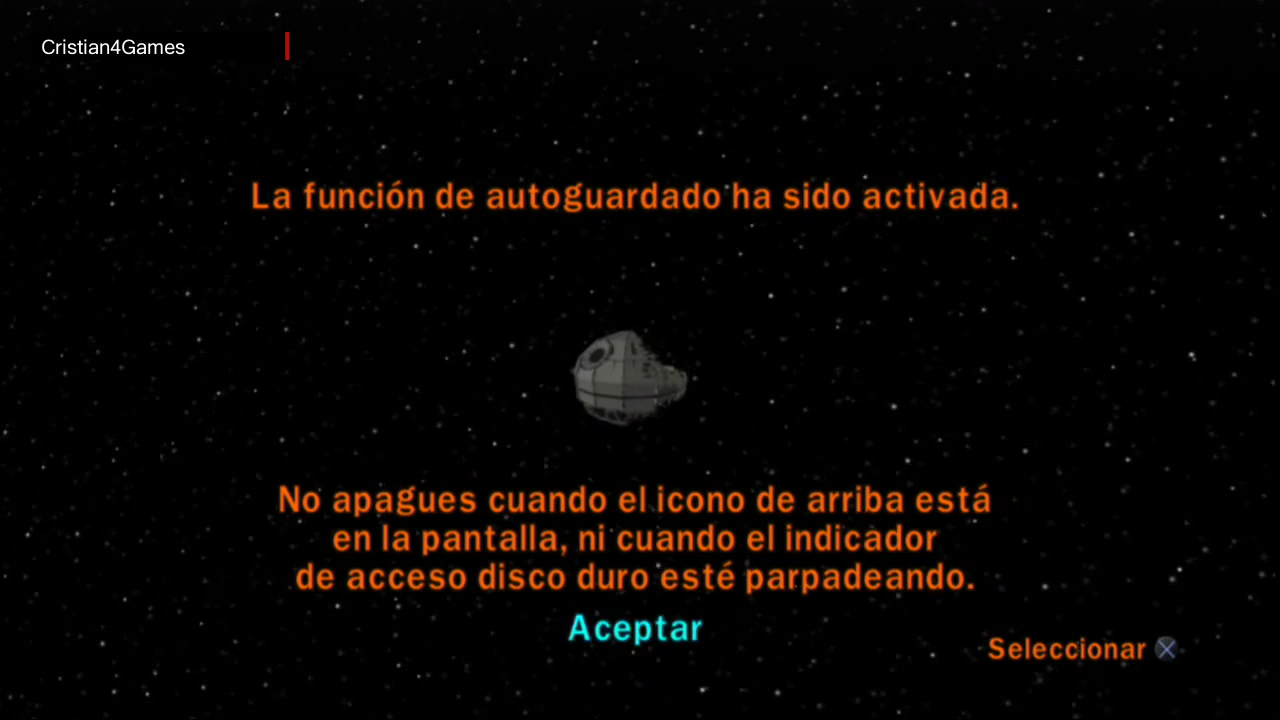 Cristian4Games
La función de autoguardado ha sido activada.
No apagues cuando el icono de arriba está
en la pantalla, ni cuando el indicador
de acceso disco duro esté parpadeando.
Aceptar
Seleccionar